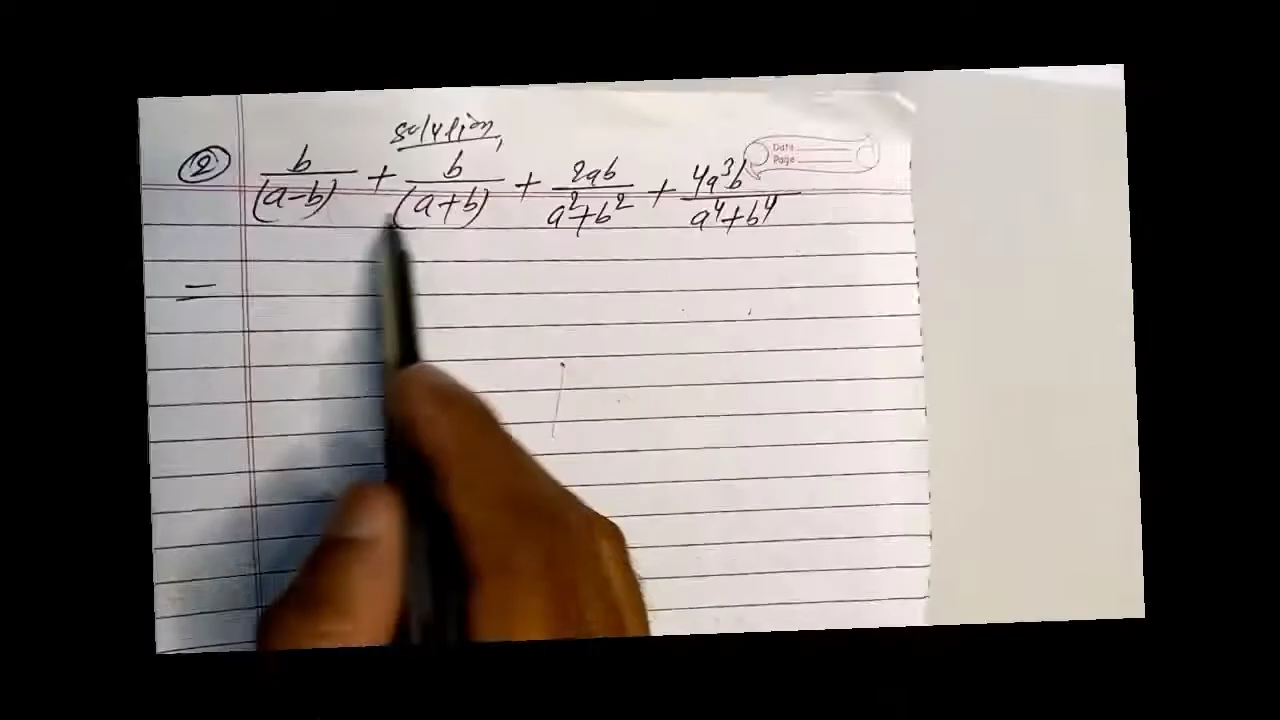 solution,
② b/(a-b) + b/(a+b) + 2ab/a²+b² + 4a³b/a⁴+b⁴
Date
Page
=